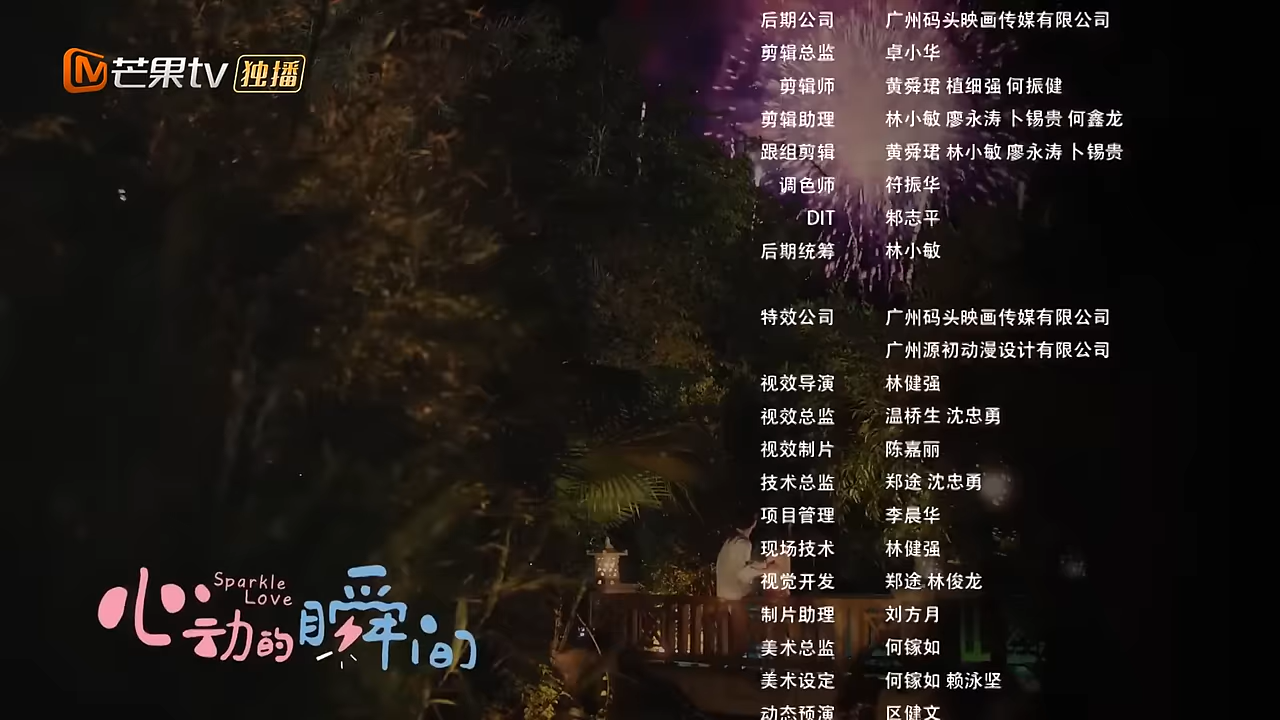 芒果tv 独播
后期公司 广州码头映画传媒有限公司
剪辑总监 卓小华
剪辑师 黄舜珺 植细强 何振健
剪辑助理 林小敏 廖永涛 卜锡贵 何鑫龙
跟组剪辑 黄舜珺 林小敏 廖永涛 卜锡贵
调色师 符振华
DIT 邾志平
后期统筹 林小敏
特效公司 广州码头映画传媒有限公司
广州源初动漫设计有限公司
视效导演 林健强
视效总监 温桥生 沈忠勇
视效制片 陈嘉丽
技术总监 郑途 沈忠勇
项目管理 李晨华
现场技术 林健强
视觉开发 郑途 林俊龙
制片助理 刘方月
美术总监 何镓如
美术设定 何镓如 赖泳坚
动态预演 区健文
Sparkle
Love
心动的瞬间